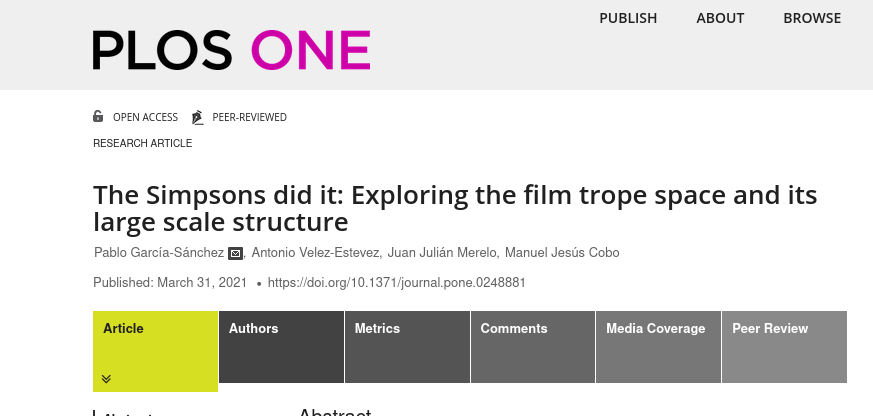 PUBLISH ABOUT BROWSE
PLOS ONE
OPEN ACCESS PEER-REVIEWED
RESEARCH ARTICLE
The Simpsons did it: Exploring the film trope space and its
large scale structure
Pablo García-Sánchez , Antonio Velez-Estevez, Juan Julián Merelo, Manuel Jesús Cobo
Published: March 31, 2021 • https://doi.org/10.1371/journal.pone.0248881
Article Authors Metrics Comments Media Coverage Peer Review
Abstract